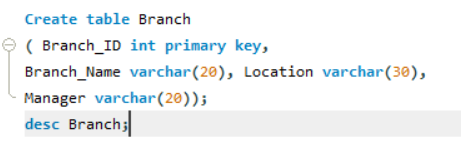 Create table Branch
( Branch_ID int primary key,
Branch_Name varchar(20), Location varchar(30),
Manager varchar(20));
desc Branch;